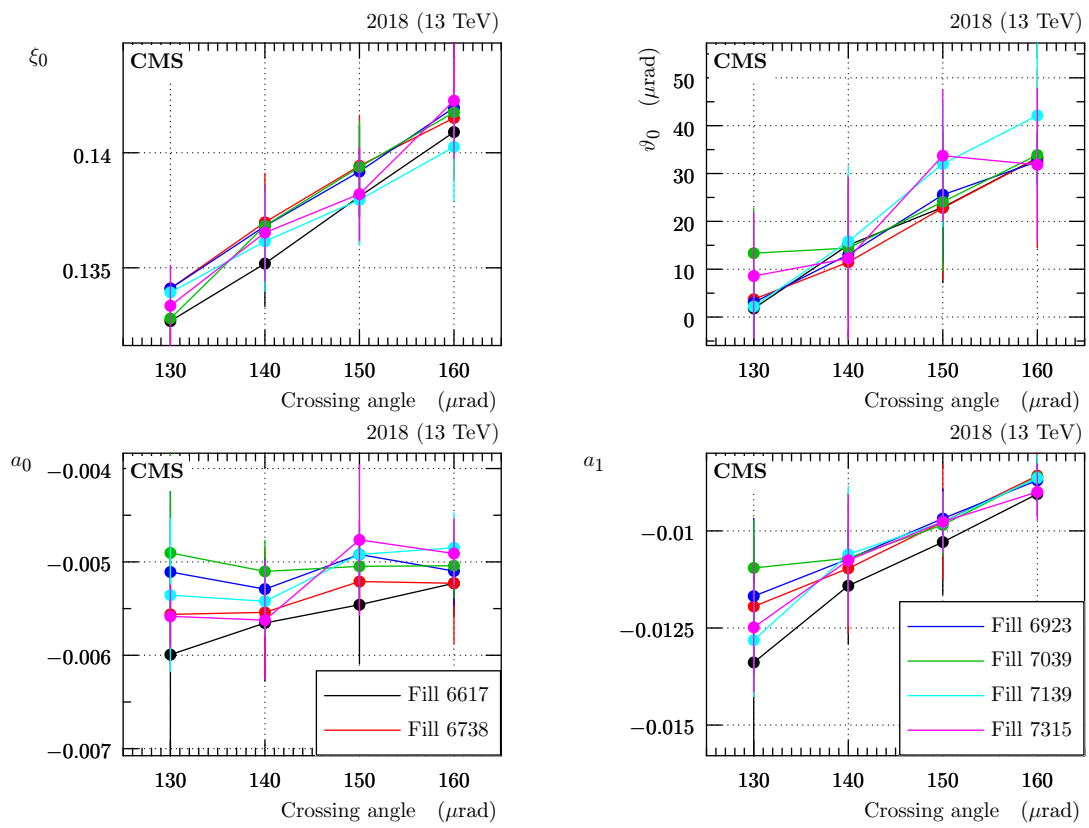 2018 (13 TeV)
ξ0
CMS
0.14
0.135
130 140 150 160
Crossing angle (μrad)
2018 (13 TeV)
ϑ0 (μrad)
CMS
50
40
30
20
10
0
130 140 150 160
Crossing angle (μrad)
2018 (13 TeV)
a0
CMS
−0.004
−0.005
−0.006
−0.007
Fill 6617
Fill 6738
130 140 150 160
Crossing angle (μrad)
2018 (13 TeV)
a1
CMS
−0.01
−0.0125
−0.015
Fill 6923
Fill 7039
Fill 7139
Fill 7315
130 140 150 160
Crossing angle (μrad)